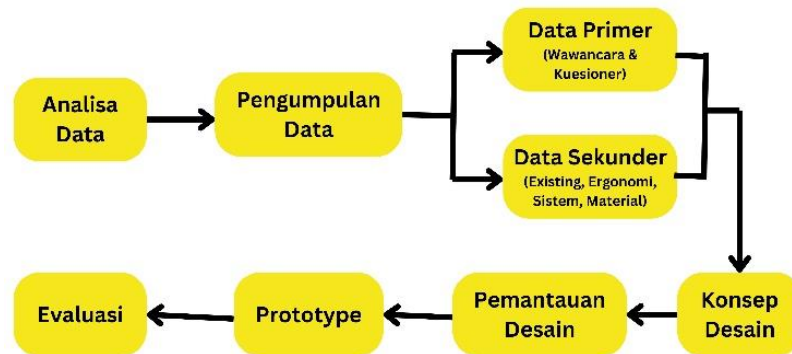 Analisa
Data
Pengumpulan
Data
Data Primer
(Wawancara &
Kuesioner)
Data Sekunder
(Existing, Ergonomi,
Sistem, Material)
Konsep
Desain
Pemantauan
Desain
Prototype
Evaluasi